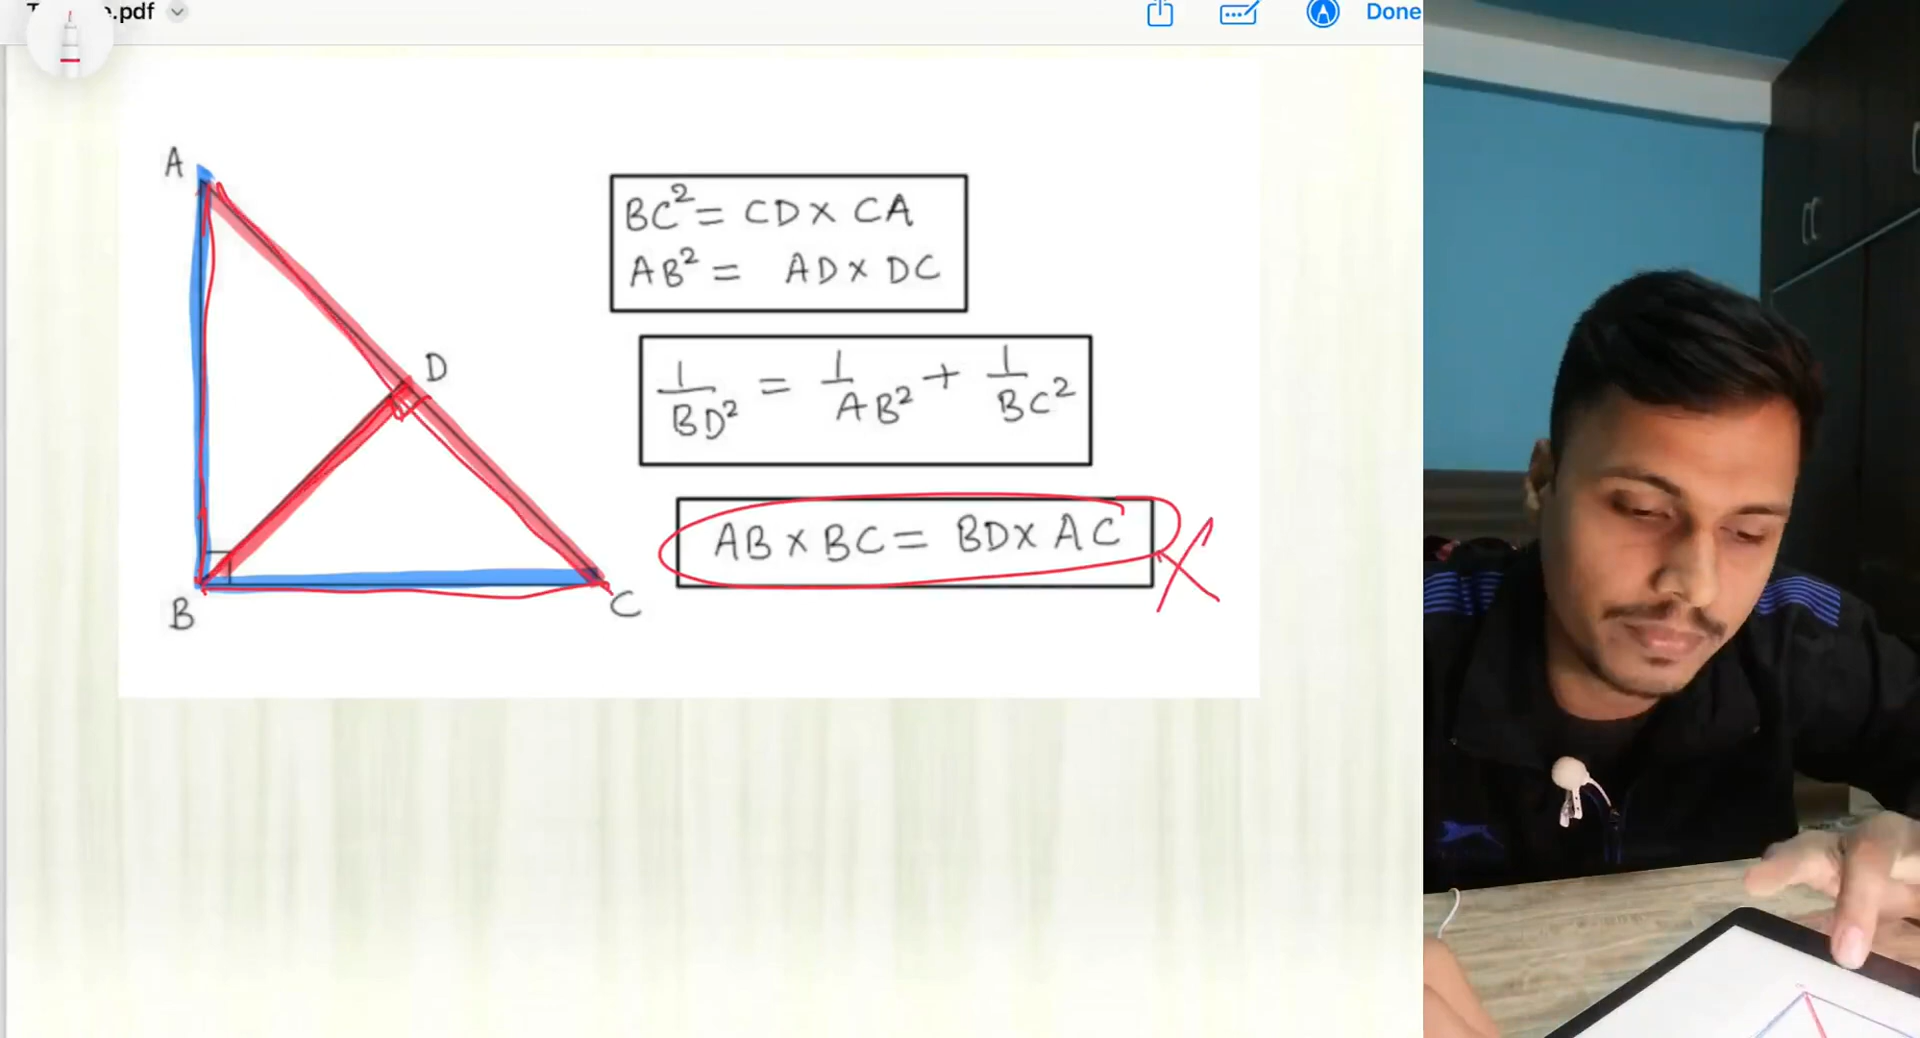 .pdf
Done
A
D
B
C
BC² = CD × CA
AB² = AD × DC
1/BD² = 1/AB² + 1/BC²
AB × BC = BD × AC